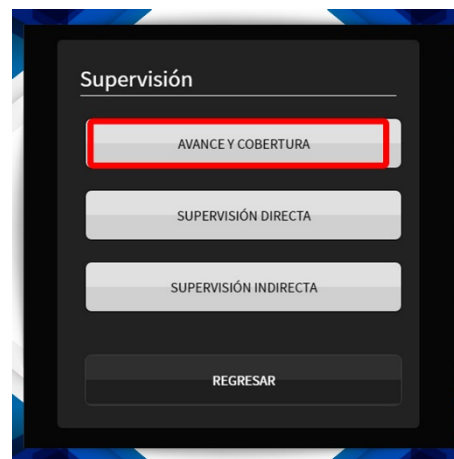 Supervisión
AVANCE Y COBERTURA
SUPERVISIÓN DIRECTA
SUPERVISIÓN INDIRECTA
REGRESAR